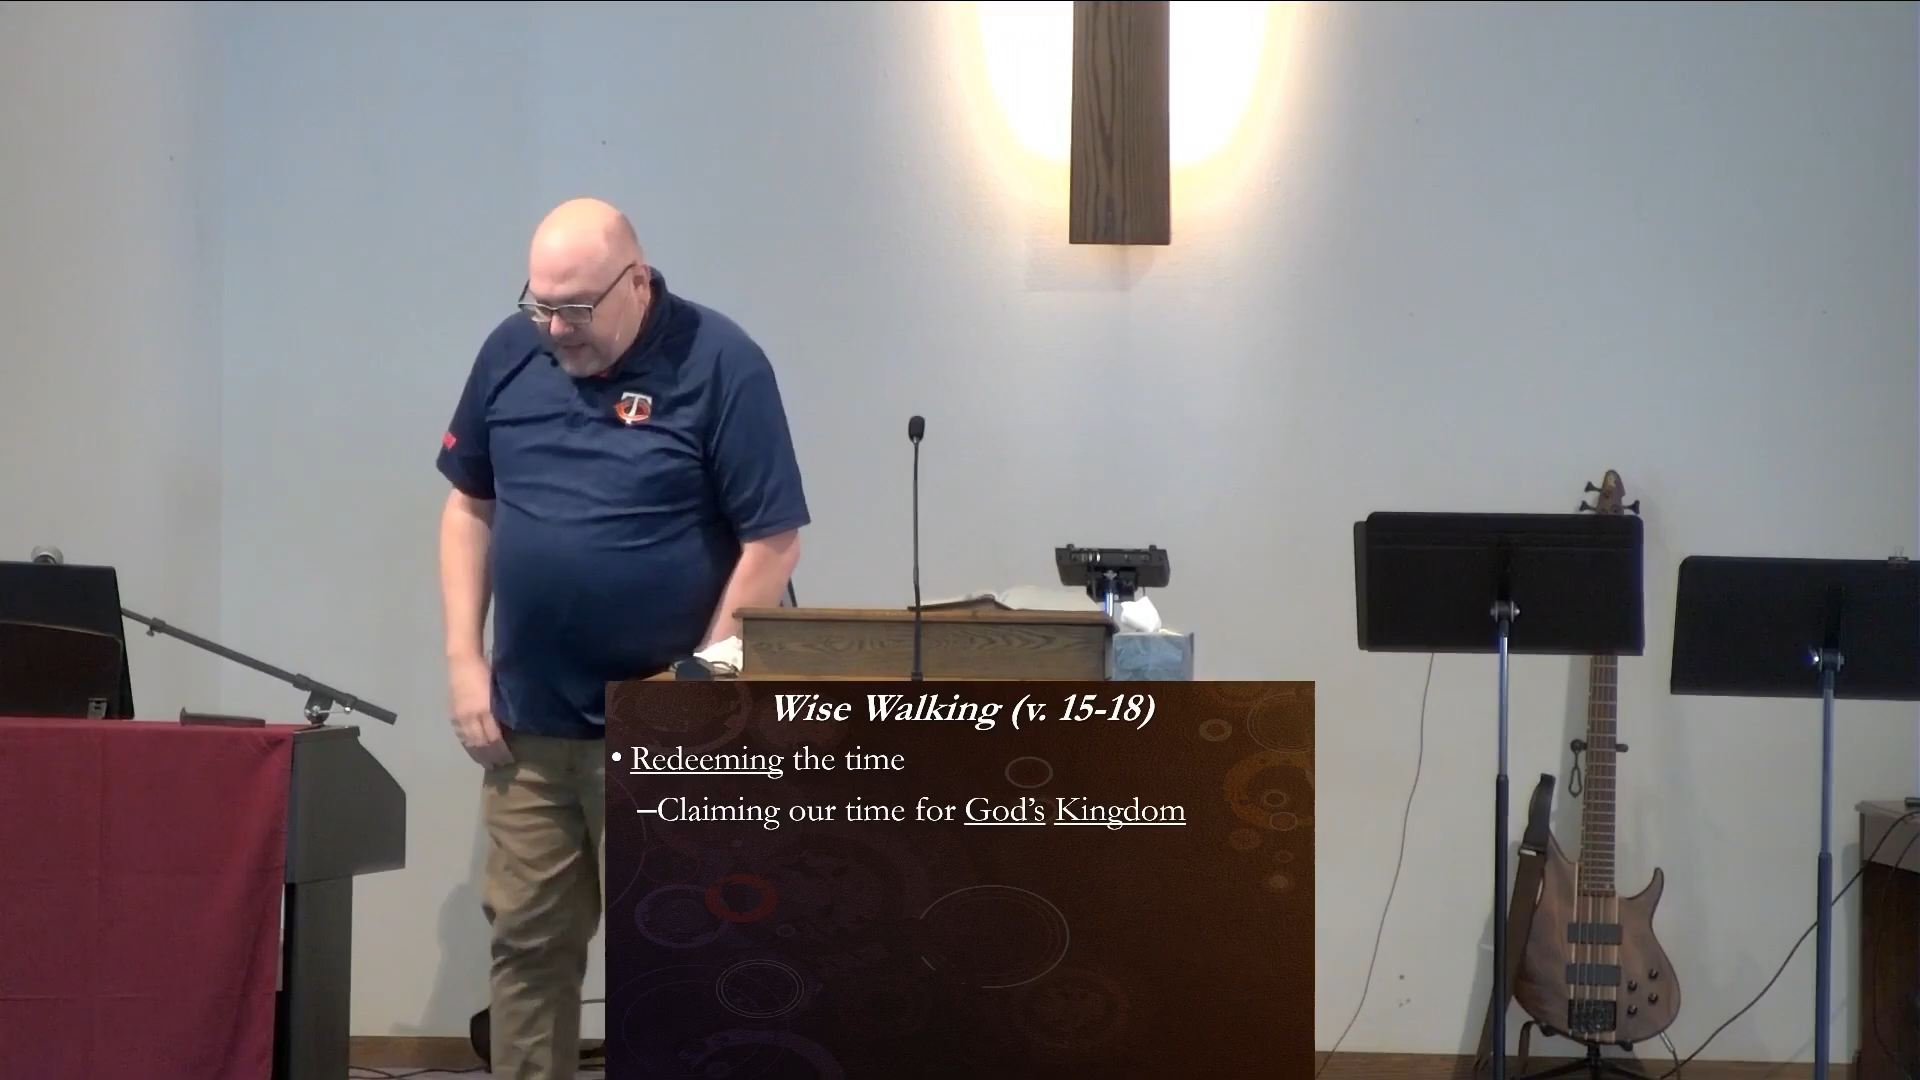 Wise Walking (v. 15-18)
• Redeeming the time
–Claiming our time for God's Kingdom